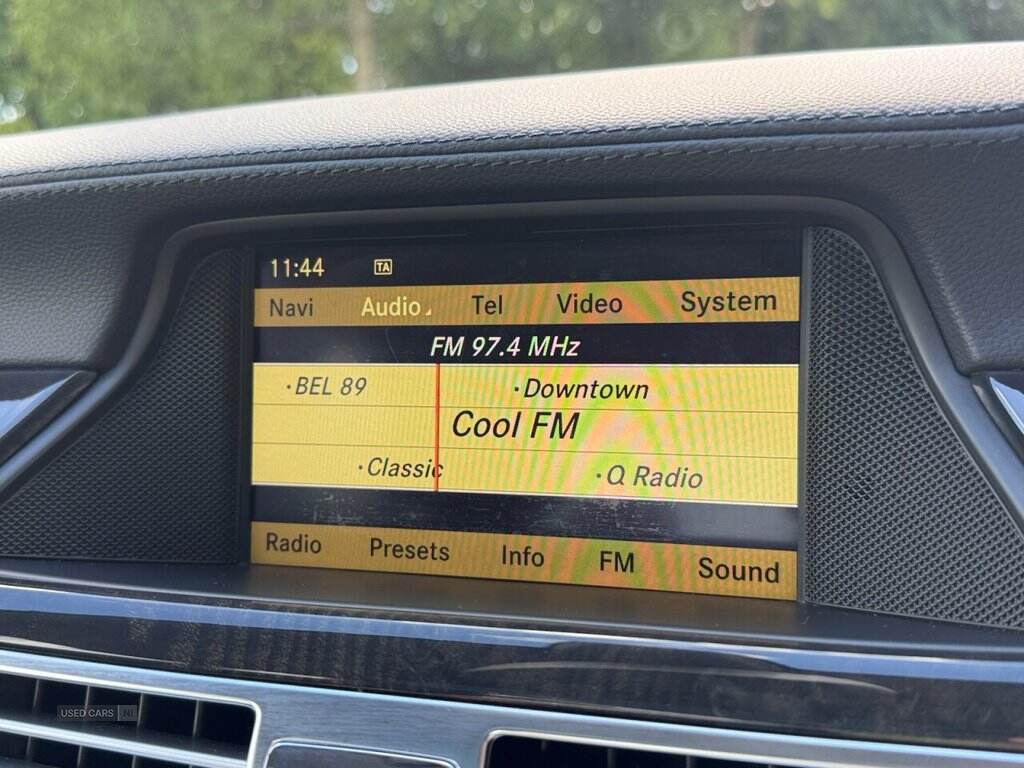 11:44 TA
Navi Audio Tel Video System
FM 97.4 MHz
·BEL 89 ·Downtown
Cool FM
·Classic ·Q Radio
Radio Presets Info FM Sound
USED CARS NI